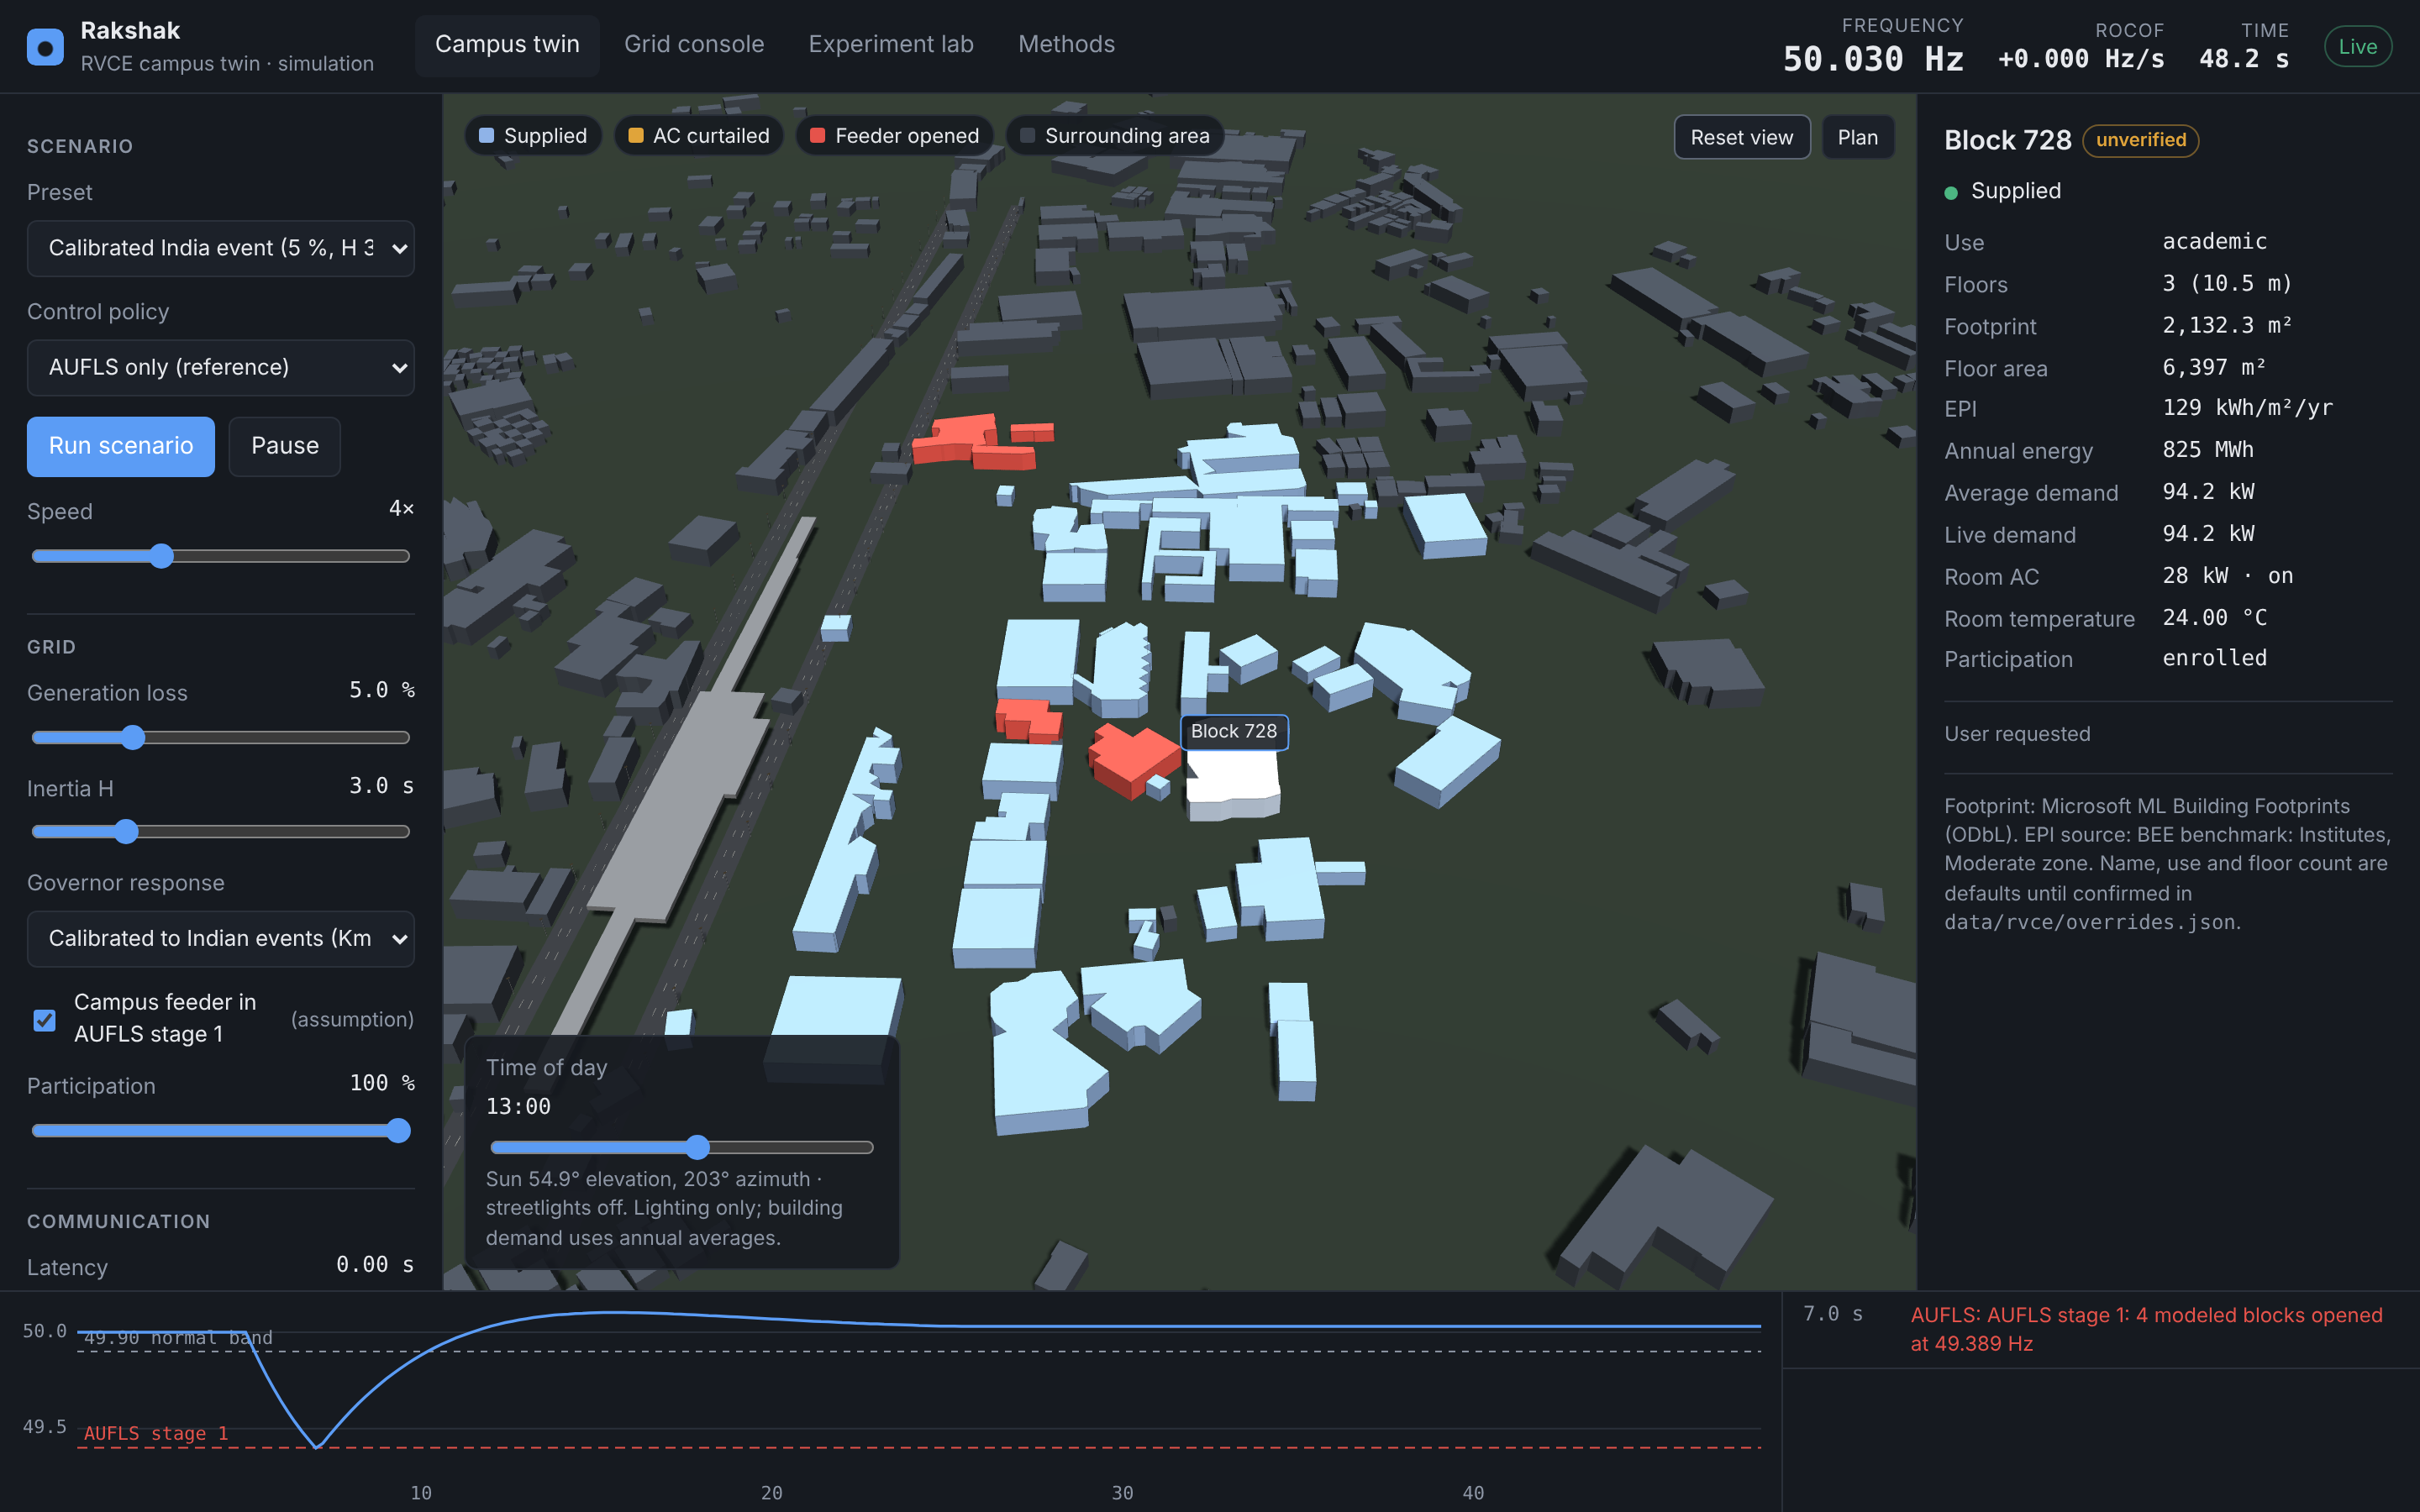 Rakshak
RVCE campus twin · simulation
Campus twin
Grid console
Experiment lab
Methods
FREQUENCY
50.030 Hz
ROCOF
+0.000 Hz/s
TIME
48.2 s
Live
SCENARIO
Preset
Calibrated India event (5 %, H 3
Control policy
AUFLS only (reference)
Run scenario
Pause
Speed
4×
GRID
Generation loss
5.0 %
Inertia H
3.0 s
Governor response
Calibrated to Indian events (Km
Campus feeder in
AUFLS stage 1
(assumption)
Participation
100 %
COMMUNICATION
Latency
0.00 s
Supplied
AC curtailed
Feeder opened
Surrounding area
Reset view
Plan
Block 728
Time of day
13:00
Sun 54.9° elevation, 203° azimuth ·
streetlights off. Lighting only; building
demand uses annual averages.
Block 728
unverified
Supplied
Use academic
Floors 3 (10.5 m)
Footprint 2,132.3 m²
Floor area 6,397 m²
EPI 129 kWh/m²/yr
Annual energy 825 MWh
Average demand 94.2 kW
Live demand 94.2 kW
Room AC 28 kW · on
Room temperature 24.00 °C
Participation enrolled
User requested
Footprint: Microsoft ML Building Footprints
(ODbL). EPI source: BEE benchmark: Institutes,
Moderate zone. Name, use and floor count are
defaults until confirmed in
data/rvce/overrides.json.
50.0
49.90 normal band
49.5
AUFLS stage 1
10
20
30
40
7.0 s
AUFLS: AUFLS stage 1: 4 modeled blocks opened
at 49.389 Hz